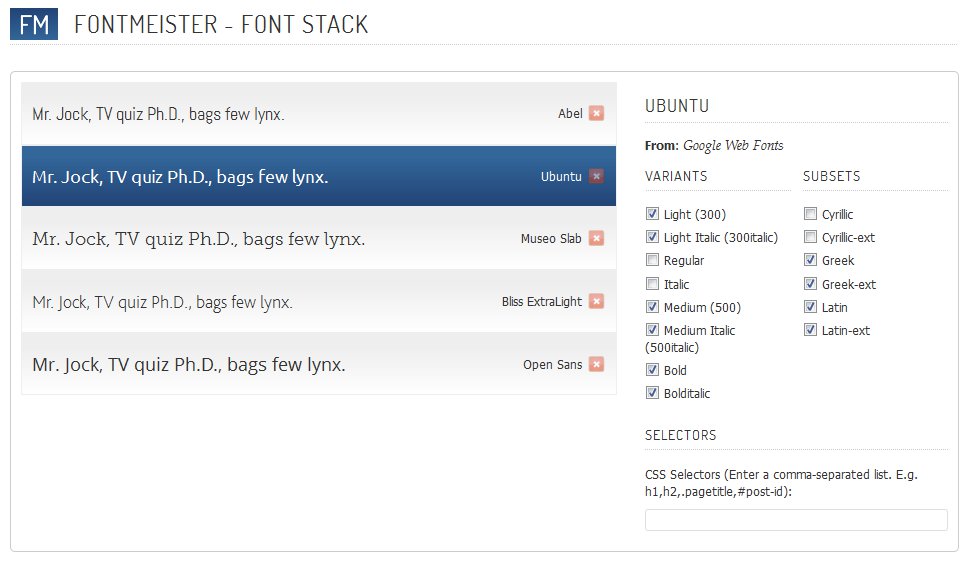 FM FONTMEISTER - FONT STACK
Mr. Jock, TV quiz Ph.D., bags few lynx. Abel
Mr. Jock, TV quiz Ph.D., bags few lynx. Ubuntu
Mr. Jock, TV quiz Ph.D., bags few lynx. Museo Slab
Mr. Jock, TV quiz Ph.D., bags few lynx. Bliss ExtraLight
Mr. Jock, TV quiz Ph.D., bags few lynx. Open Sans
UBUNTU
From: Google Web Fonts
VARIANTS
Light (300)
Light Italic (300italic)
Regular
Italic
Medium (500)
Medium Italic
(500italic)
Bold
Bolditalic
SUBSETS
Cyrillic
Cyrillic-ext
Greek
Greek-ext
Latin
Latin-ext
SELECTORS
CSS Selectors (Enter a comma-separated list. E.g.
h1,h2,.pagetitle,#post-id):